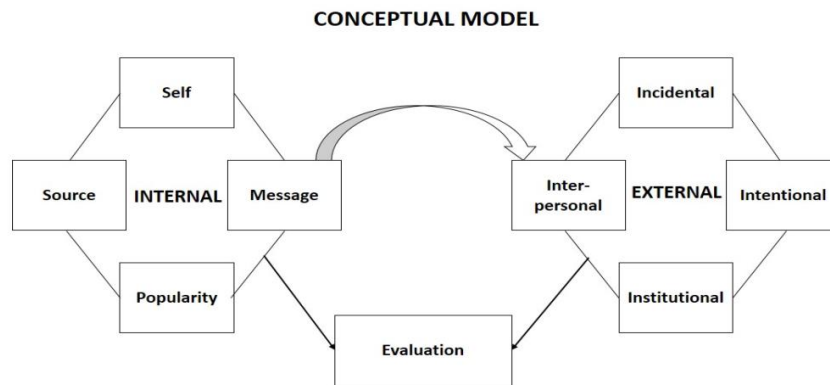 CONCEPTUAL MODEL
Self
Incidental
Source
INTERNAL
Message
Inter-
personal
EXTERNAL
Intentional
Popularity
Institutional
Evaluation